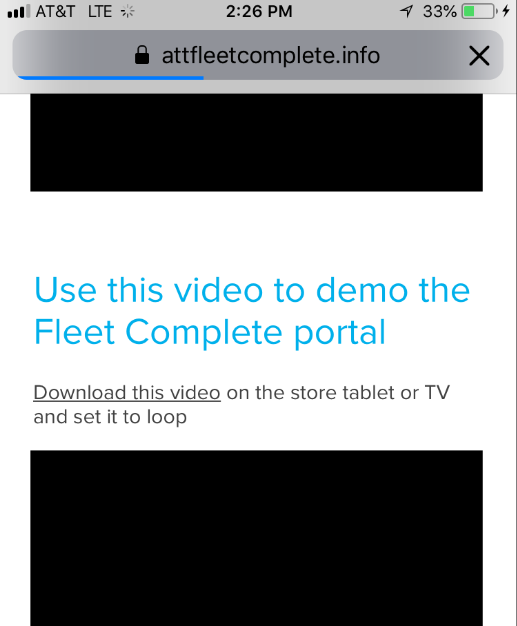 AT&T LTE 2:26 PM 33%
attfleetcomplete.info
Use this video to demo the
Fleet Complete portal
Download this video on the store tablet or TV
and set it to loop